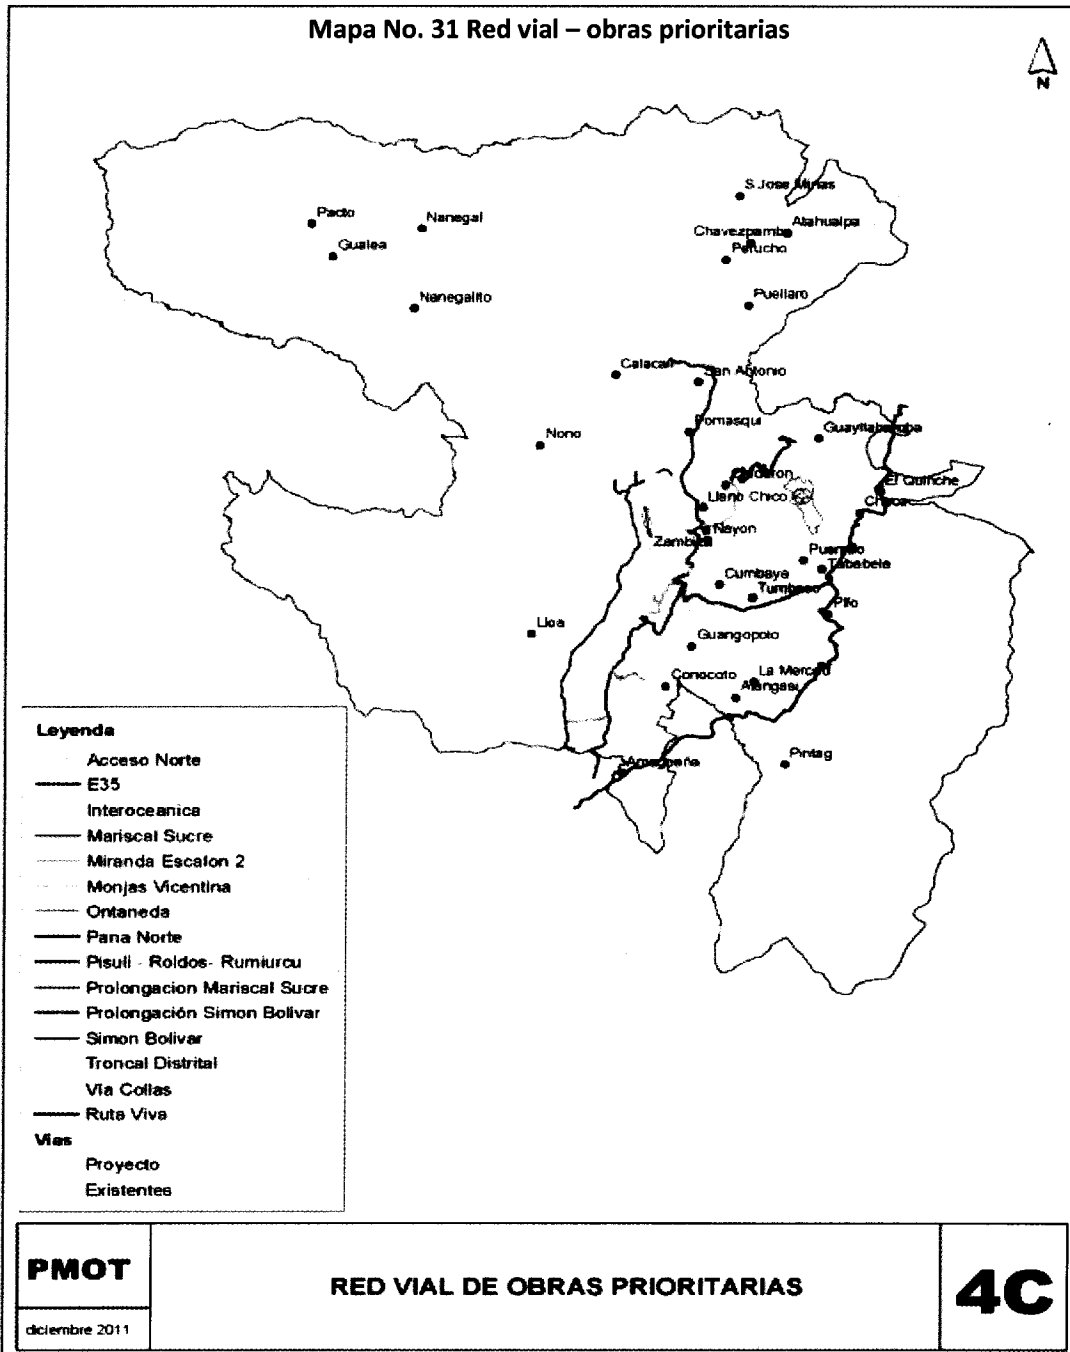 Mapa No. 31 Red vial – obras prioritarias
N
S.Jose Minas
Pacto
Nanegal
Atahualpa
Chavezpamb
Gualea
Perucho
Nanegalito
Puellaro
Calacali
San Antonio
Pomasqui
Guayllabamba
Nono
El Quinche
Llano Chico
Checa
Nayon
Zambiza
Puembo
Tababela
Cumbaya
Tumbaco
Pifo
Lloa
Guangopolo
La Merced
Conocoto
Alangasi
Pintag
Amaguaña
Leyenda
Acceso Norte
E35
Interoceanica
Mariscal Sucre
Miranda Escalon 2
Monjas Vicentina
Ontaneda
Pana Norte
Pisuli - Roldos- Rumiurcu
Prolongacion Mariscal Sucre
Prolongación Simon Bolivar
Simon Bolivar
Troncal Distrital
Via Collas
Ruta Viva
Vias
Proyecto
Existentes
PMOT
RED VIAL DE OBRAS PRIORITARIAS
4C
diciembre 2011